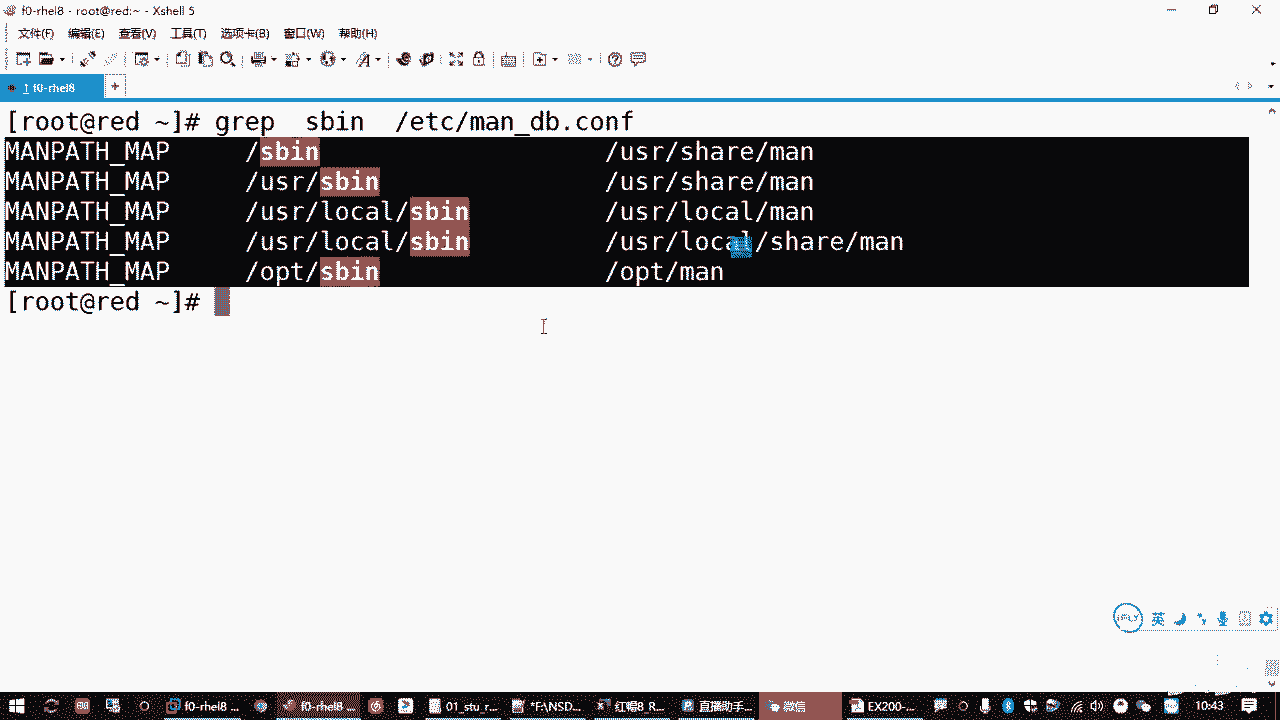 f0-rhel8 - root@red:~ - Xshell 5
文件(F) 编辑(E) 查看(V) 工具(T) 选项卡(B) 窗口(W) 帮助(H)
1 f0-rhel8
[root@red ~]# grep  sbin  /etc/man_db.conf
MANPATH_MAP     /sbin                   /usr/share/man
MANPATH_MAP     /usr/sbin               /usr/share/man
MANPATH_MAP     /usr/local/sbin         /usr/local/man
MANPATH_MAP     /usr/local/sbin         /usr/local/share/man
MANPATH_MAP     /opt/sbin               /opt/man
[root@red ~]#
iFLY 英
f0-rhel8 ... f0-rhel8 ... 01_stu_r... *F:\NSD... 红帽8_R... 直播助手... 微信 EX200-... 10:43